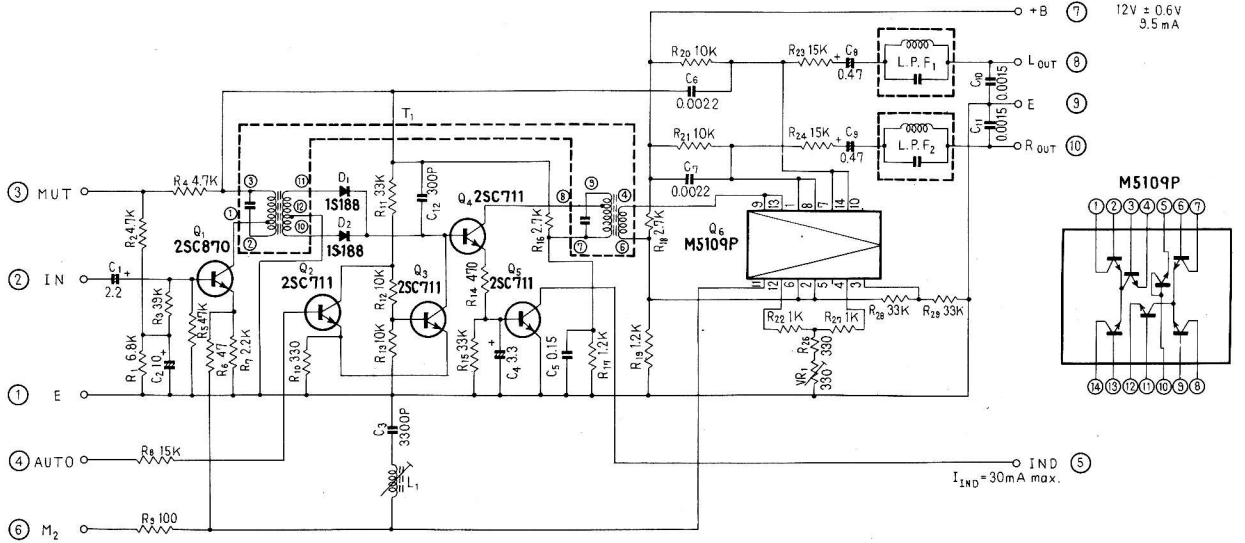 +B ⑦ 12V ± 0.6V
9.5mA
R20 10K
R23 15K
+ C8
0.47
L.P.F1
LOUT ⑧
C10 0.0015
E ⑨
C11 0.0015
C6
0.0022
T1
R21 10K
R24 15K
+ C9
0.47
L.P.F2
ROUT ⑩
C7
0.0022
③ MUT
R4 4.7K
③
①
②
⑪
⑫
⑩
D1
1S188
D2
1S188
R11 33K
C12 300P
Q4 2SC711
⑧
⑨
④
⑦
⑥
R16 2.7K
R18 2.7K
9 13 1 8 7 14 10
Q6
M5109P
11 12 6 2 5 4 3
M5109P
① ② ③ ④ ⑤ ⑥ ⑦
⑭ ⑬ ⑫ ⑪ ⑩ ⑨ ⑧
R2 47K
Q1
2SC870
② IN
C1 +
2.2
R3 39K
R5 47K
Q2
2SC711
R12 10K
Q3
2SC711
R14 470
Q5
2SC711
R22 1K
R27 1K
R28 33K
R29 33K
R1 6.8K
C2 10 +
R6 47
R7 2.2K
R10 330
R13 10K
R15 33K
+ C4 3.3
C5 0.15
R17 1.2K
R19 1.2K
R26 390
VR1 330
① E
C3
3300P
④ AUTO
R8 15K
L1
IND ⑤
IIND=30mA max.
⑥ M2
R9 100